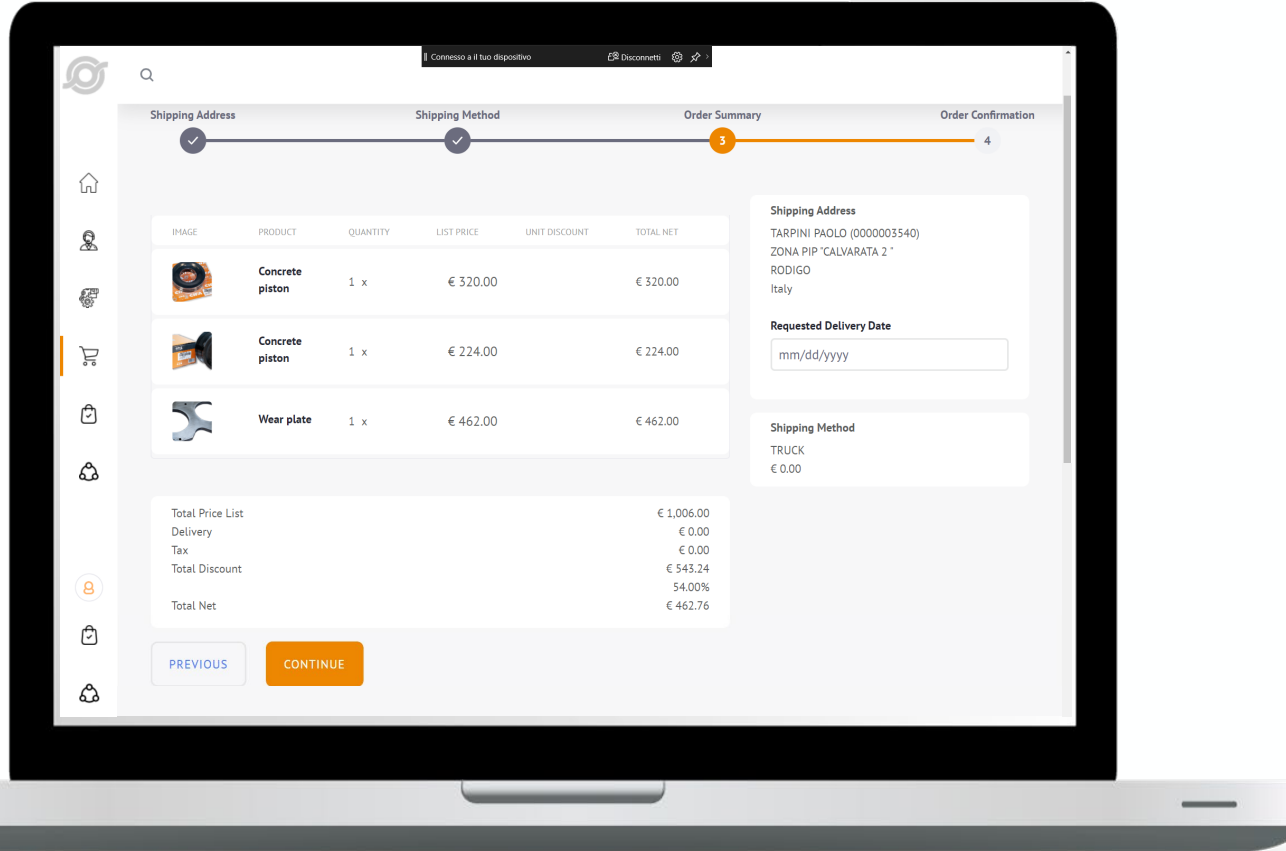 Connesso a il tuo dispositivo
Disconnetti
Shipping Address
Shipping Method
Order Summary
Order Confirmation
3
4
IMAGE PRODUCT QUANTITY LIST PRICE UNIT DISCOUNT TOTAL NET
Concrete
piston
1 x € 320.00 € 320.00
Concrete
piston
1 x € 224.00 € 224.00
Wear plate 1 x € 462.00 € 462.00
Total Price List € 1,006.00
Delivery € 0.00
Tax € 0.00
Total Discount € 543.24
54.00%
Total Net € 462.76
PREVIOUS
CONTINUE
Shipping Address
TARPINI PAOLO (0000003540)
ZONA PIP "CALVARATA 2 "
RODIGO
Italy
Requested Delivery Date
mm/dd/yyyy
Shipping Method
TRUCK
€ 0.00